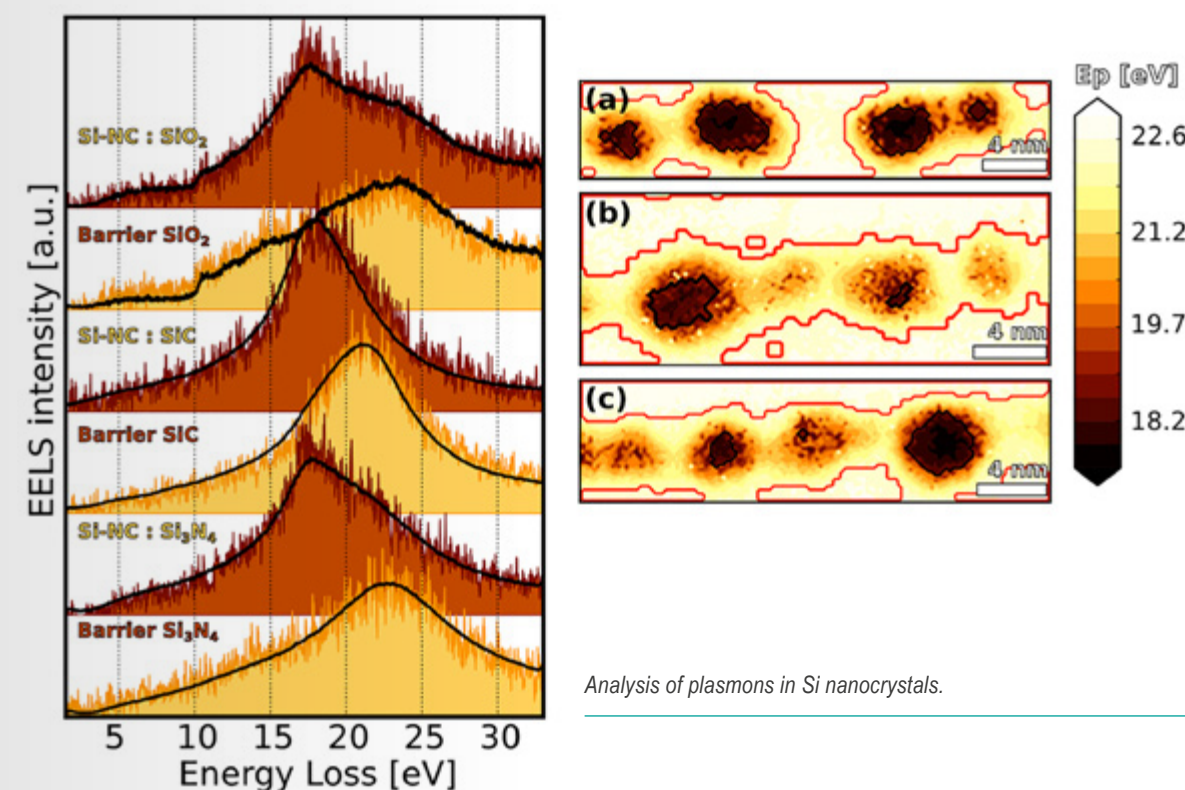 EELS intensity [a.u.]
Si-NC : SiO₂
Barrier SiO₂
Si-NC : SiC
Barrier SiC
Si-NC : Si₃N₄
Barrier Si₃N₄
5 10 15 20 25 30
Energy Loss [eV]
(a)
4 nm
(b)
4 nm
(c)
4 nm
Ep [eV]
22.6
21.2
19.7
18.2
Analysis of plasmons in Si nanocrystals.